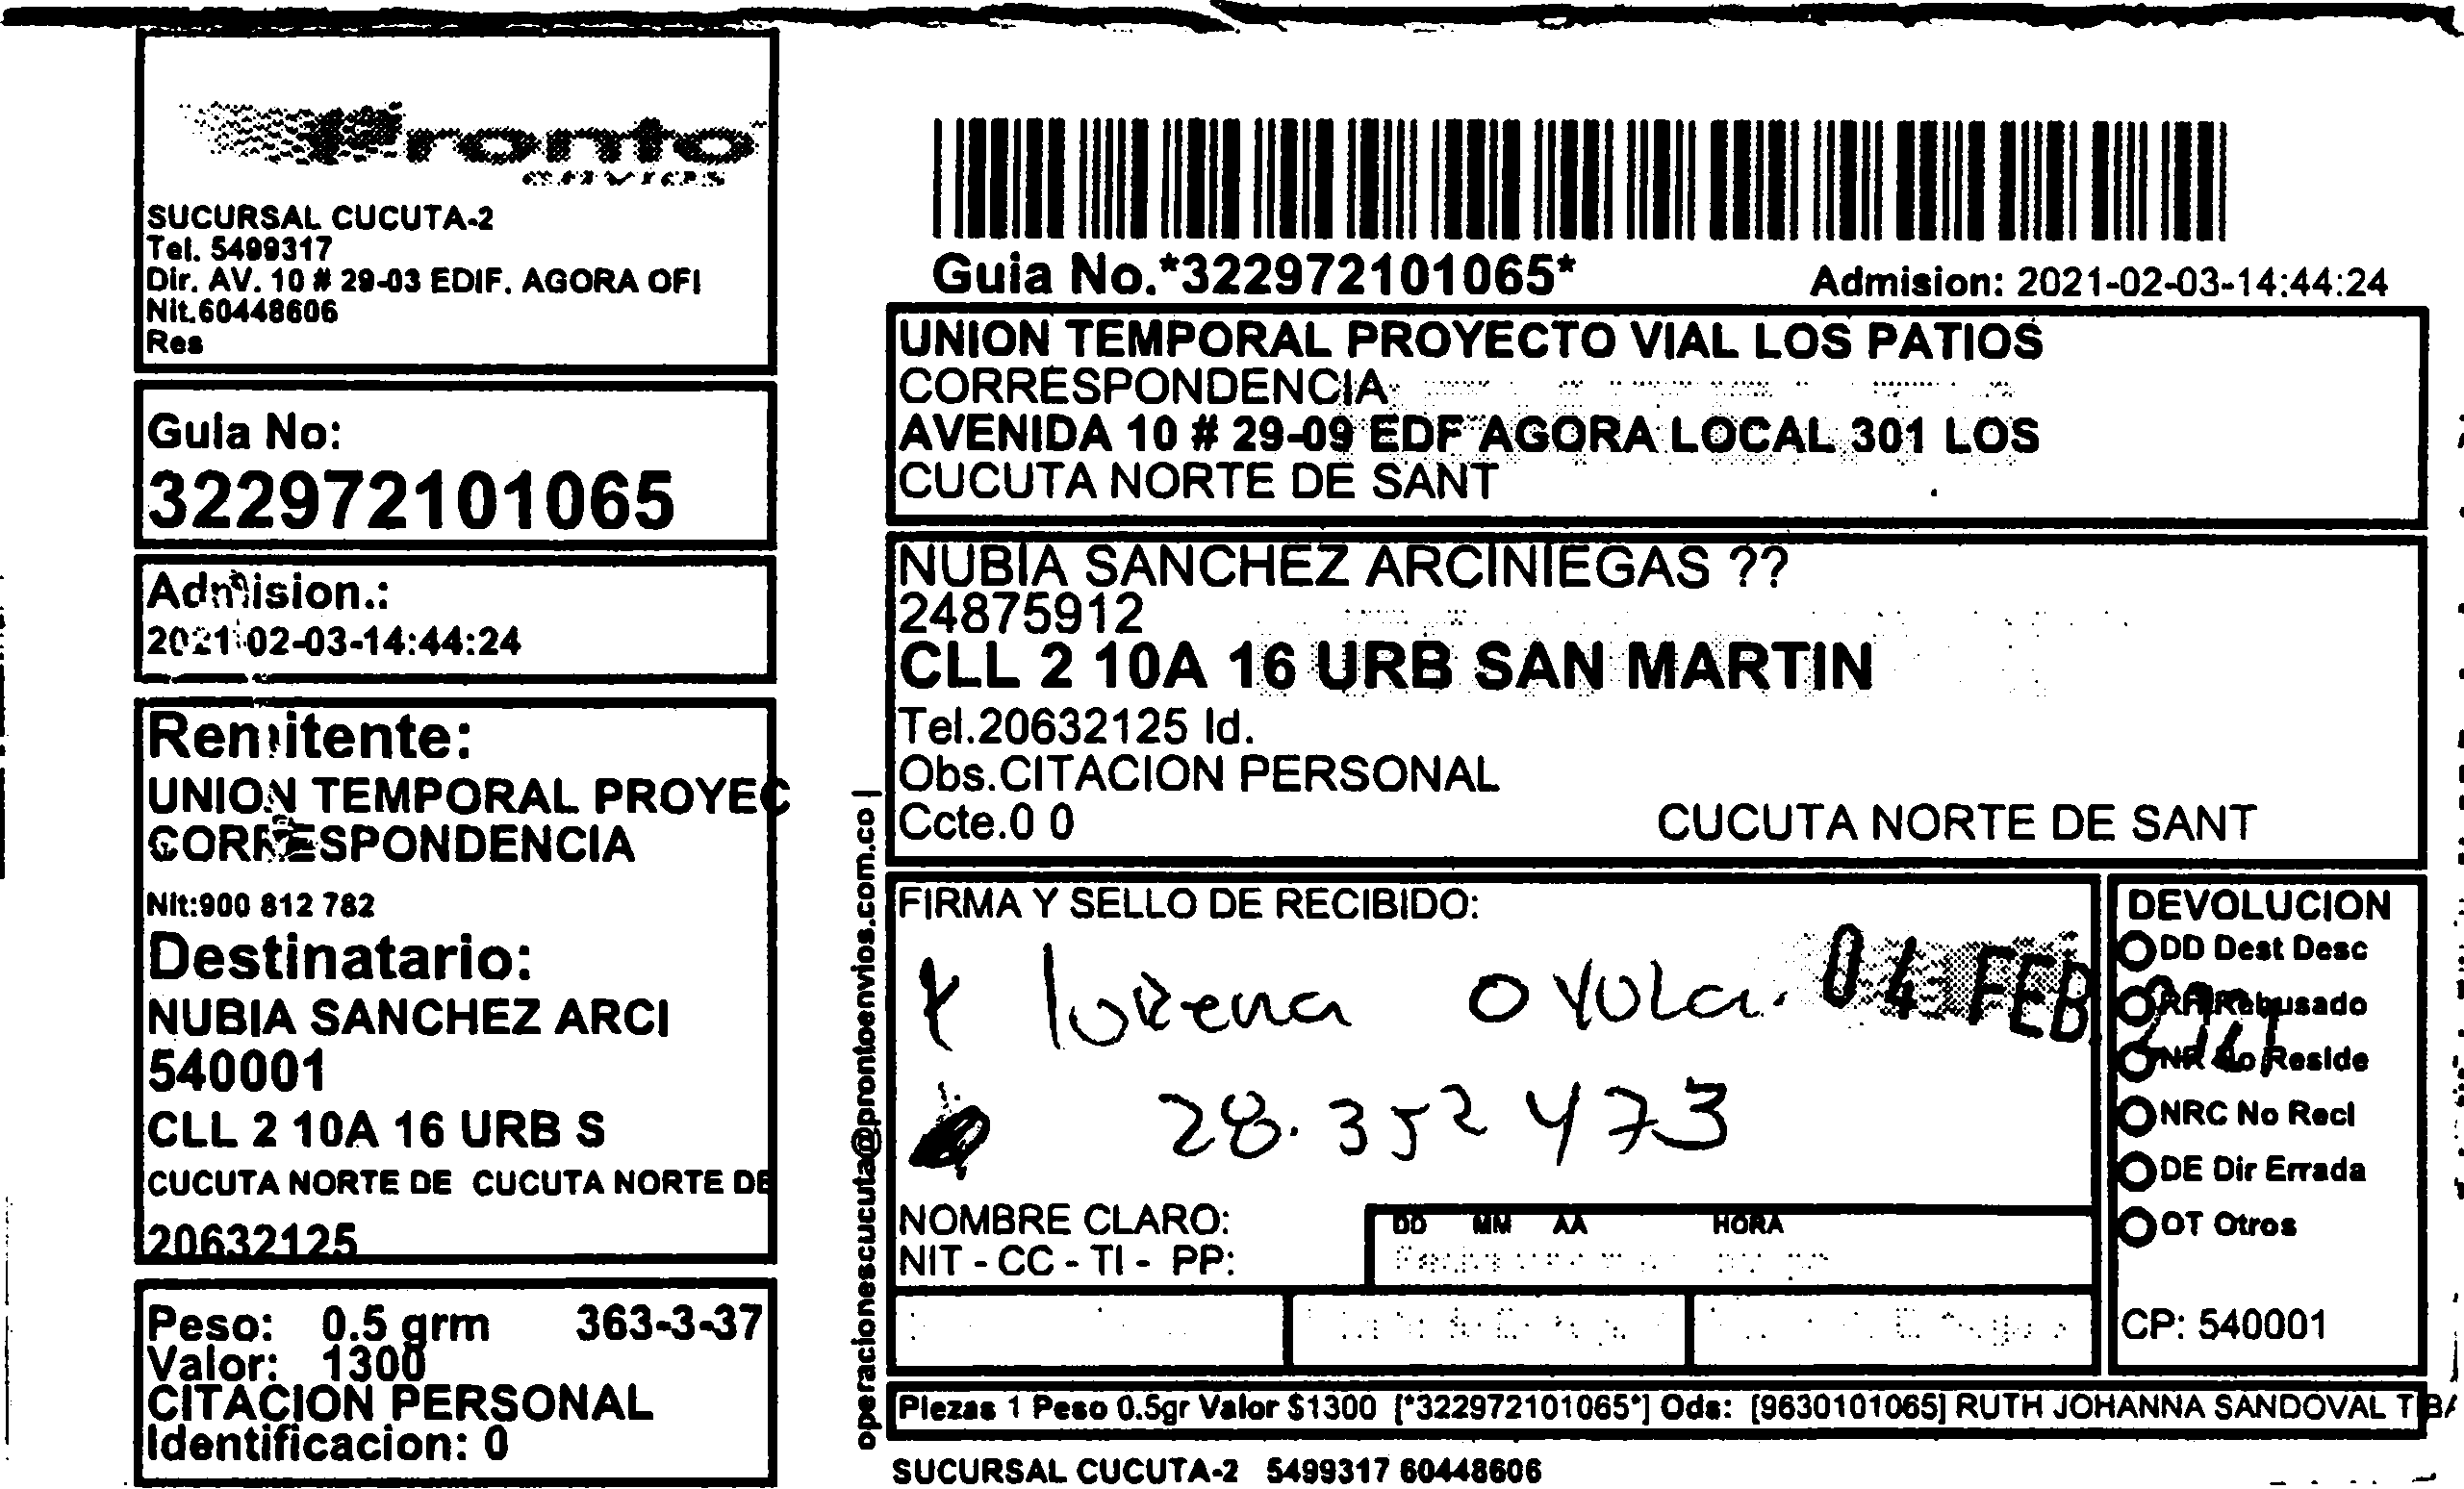 Pronto
envios
SUCURSAL CUCUTA-2
Tel. 5499317
Dir. AV. 10 # 29-03 EDIF. AGORA OFI
Nit.60448606
Res
Guia No:
322972101065
Admision.:
2021-02-03-14:44:24
Remitente:
UNION TEMPORAL PROYEC
CORRESPONDENCIA
Nit:900 812 782
Destinatario:
NUBIA SANCHEZ ARCI
540001
CLL 2 10A 16 URB S
CUCUTA NORTE DE CUCUTA NORTE DE
20632125
Peso: 0.5 grm 363-3-37
Valor: 1300
CITACION PERSONAL
Identificacion: 0
operacionescucuta@prontoenvios.com.co |
Guia No.*322972101065* Admision: 2021-02-03-14:44:24
UNION TEMPORAL PROYECTO VIAL LOS PATIOS
CORRESPONDENCIA
AVENIDA 10 # 29-09 EDF AGORA LOCAL 301 LOS
CUCUTA NORTE DE SANT
NUBIA SANCHEZ ARCINIEGAS ??
24875912
CLL 2 10A 16 URB SAN MARTIN
Tel.20632125 Id.
Obs.CITACION PERSONAL
Ccte.0 0 CUCUTA NORTE DE SANT
FIRMA Y SELLO DE RECIBIDO:
x lorena oyola. 04 FEB 2021
28.352473
NOMBRE CLARO:
NIT - CC - TI - PP:
DD MM AA HORA
DEVOLUCION
DD Dest Desc
RH Rehusado
NR No Reside
NRC No Recl
DE Dir Errada
OT Otros
CP: 540001
Piezas 1 Peso 0.5gr Valor $1300 [*322972101065*] Ods: [9630101065] RUTH JOHANNA SANDOVAL TIBA
SUCURSAL CUCUTA-2 5499317 60448606